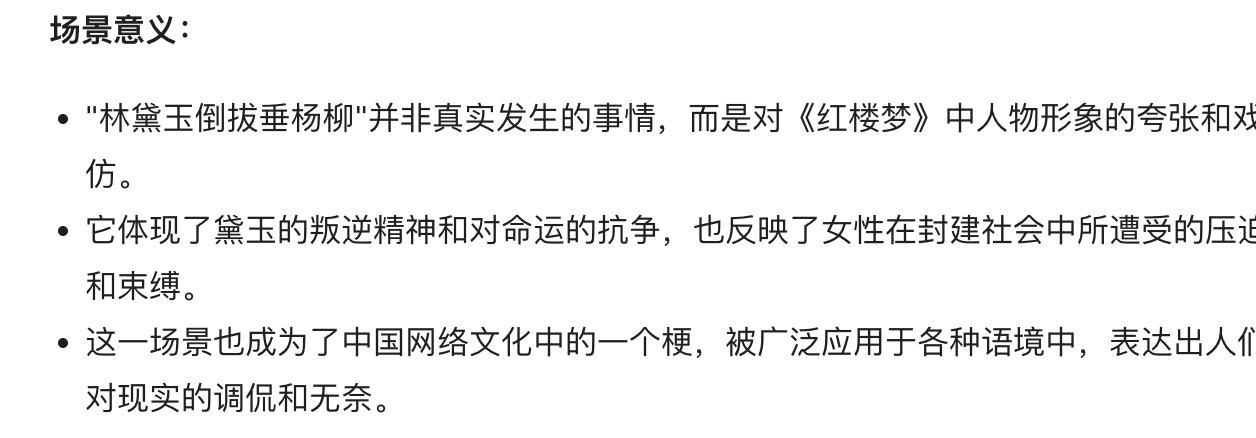 场景意义：
• "林黛玉倒拔垂杨柳"并非真实发生的事情，而是对《红楼梦》中人物形象的夸张和戏
仿。
• 它体现了黛玉的叛逆精神和对命运的抗争，也反映了女性在封建社会中所遭受的压迫
和束缚。
• 这一场景也成为了中国网络文化中的一个梗，被广泛应用于各种语境中，表达出人们
对现实的调侃和无奈。